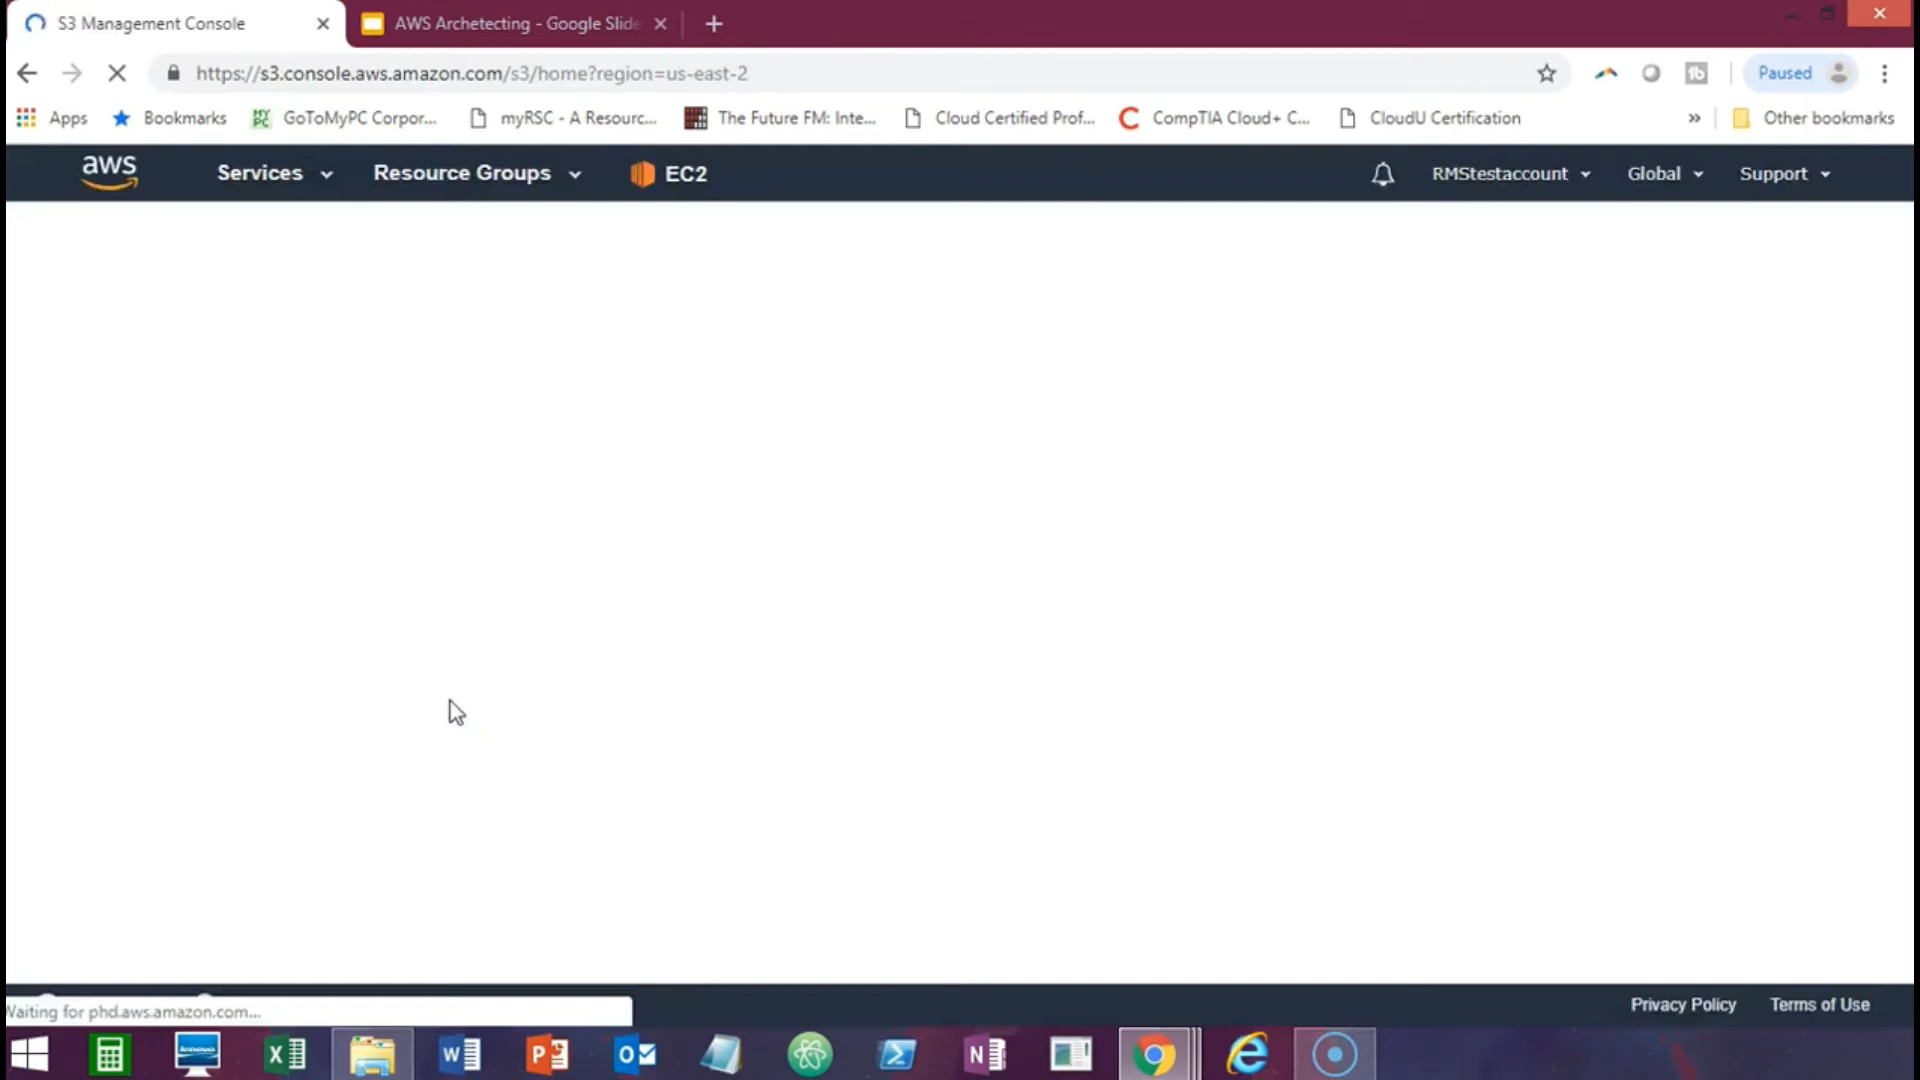 S3 Management Console
AWS Archetecting - Google Slide
https://s3.console.aws.amazon.com/s3/home?region=us-east-2
Paused
Apps
Bookmarks
GoToMyPC Corpor...
myRSC - A Resourc...
The Future FM: Inte...
Cloud Certified Prof...
CompTIA Cloud+ C...
CloudU Certification
»
Other bookmarks
aws
Services
Resource Groups
EC2
RMStestaccount
Global
Support
Waiting for phd.aws.amazon.com...
Privacy Policy
Terms of Use